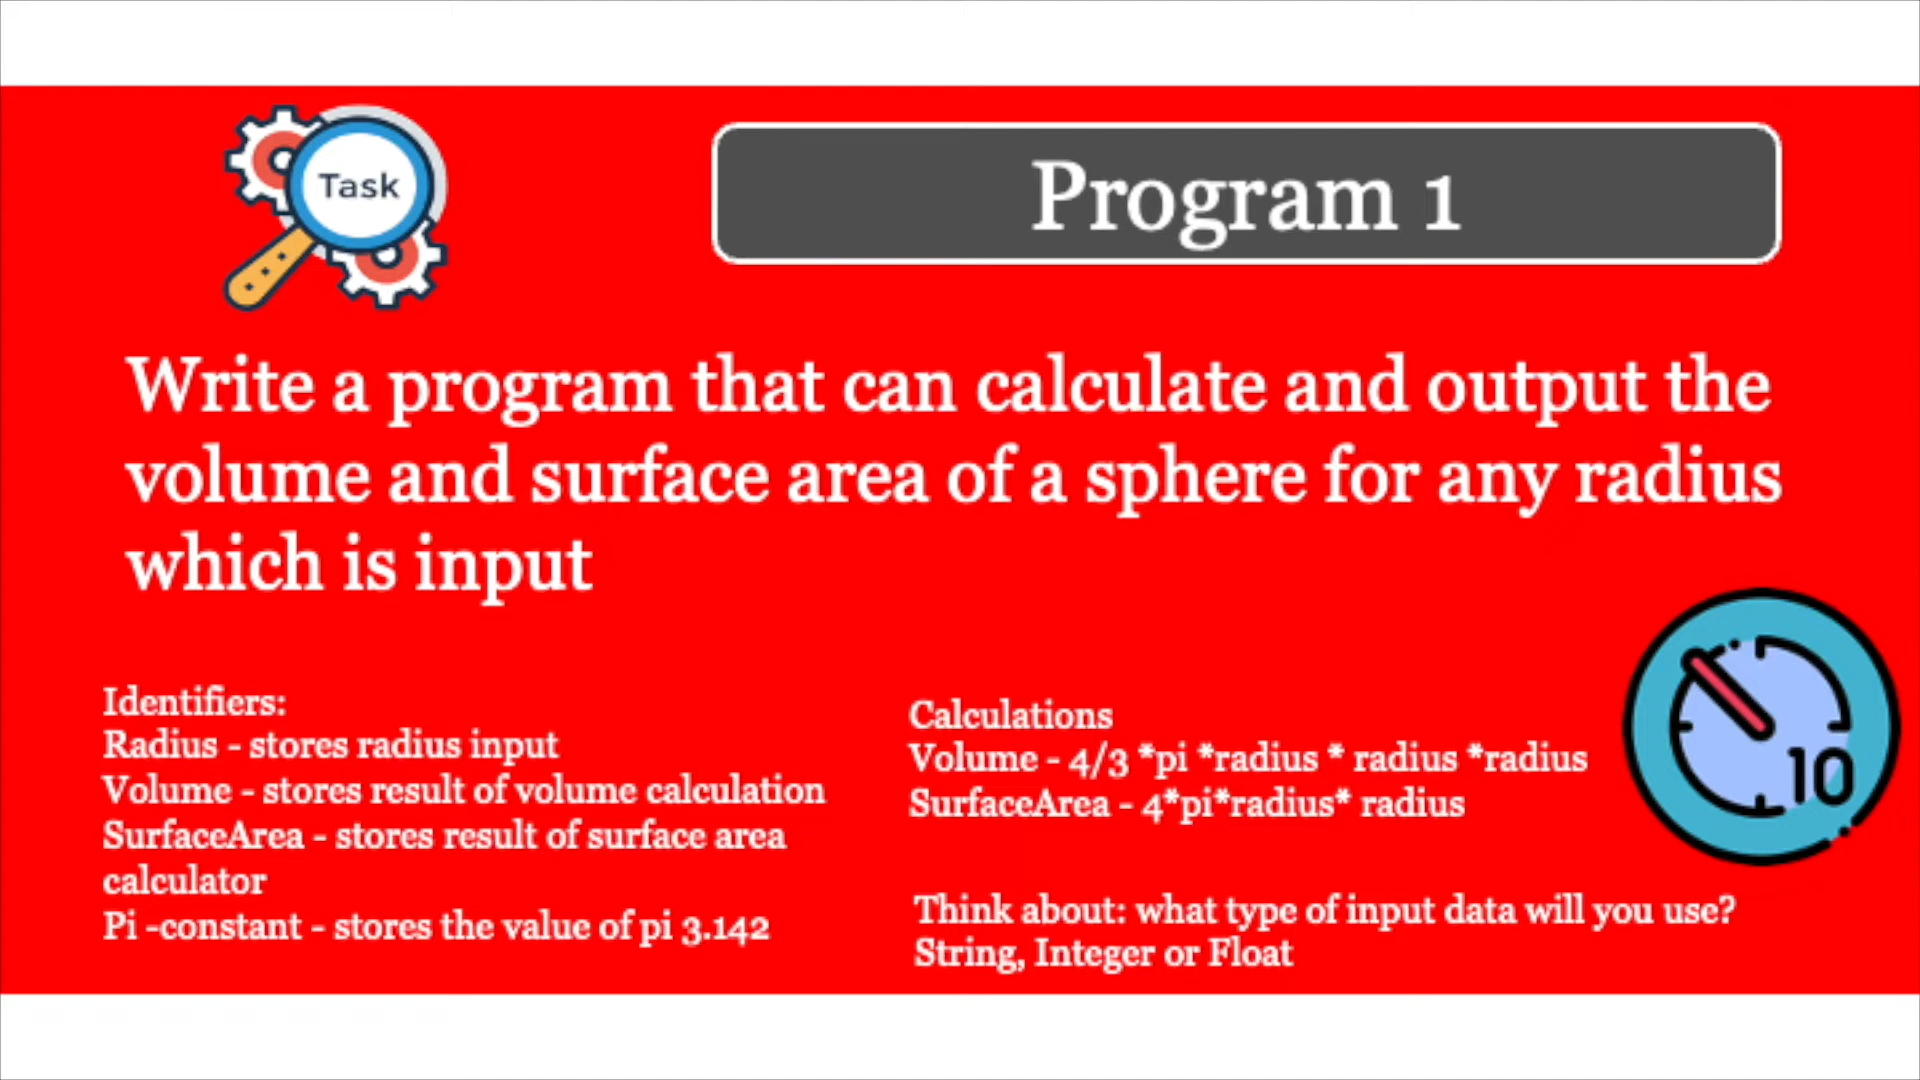 Task
Program 1
Write a program that can calculate and output the
volume and surface area of a sphere for any radius
which is input
Identifiers:
Radius - stores radius input
Volume - stores result of volume calculation
SurfaceArea - stores result of surface area
calculator
Pi -constant - stores the value of pi 3.142
Calculations
Volume - 4/3 *pi *radius * radius *radius
SurfaceArea - 4*pi*radius* radius
10
Think about: what type of input data will you use?
String, Integer or Float